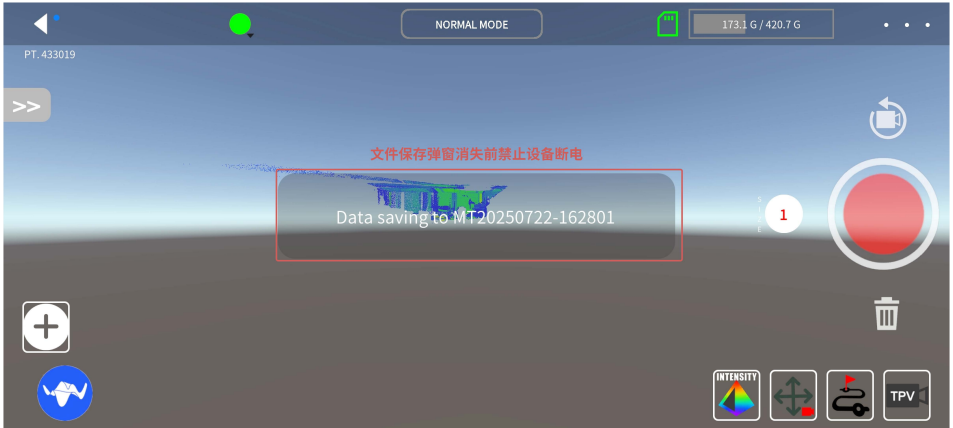 NORMAL MODE
173.1 G / 420.7 G
PT. 433019
>>
文件保存弹窗消失前禁止设备断电
Data saving to MT20250722-162801
1
INTENSITY
TPV